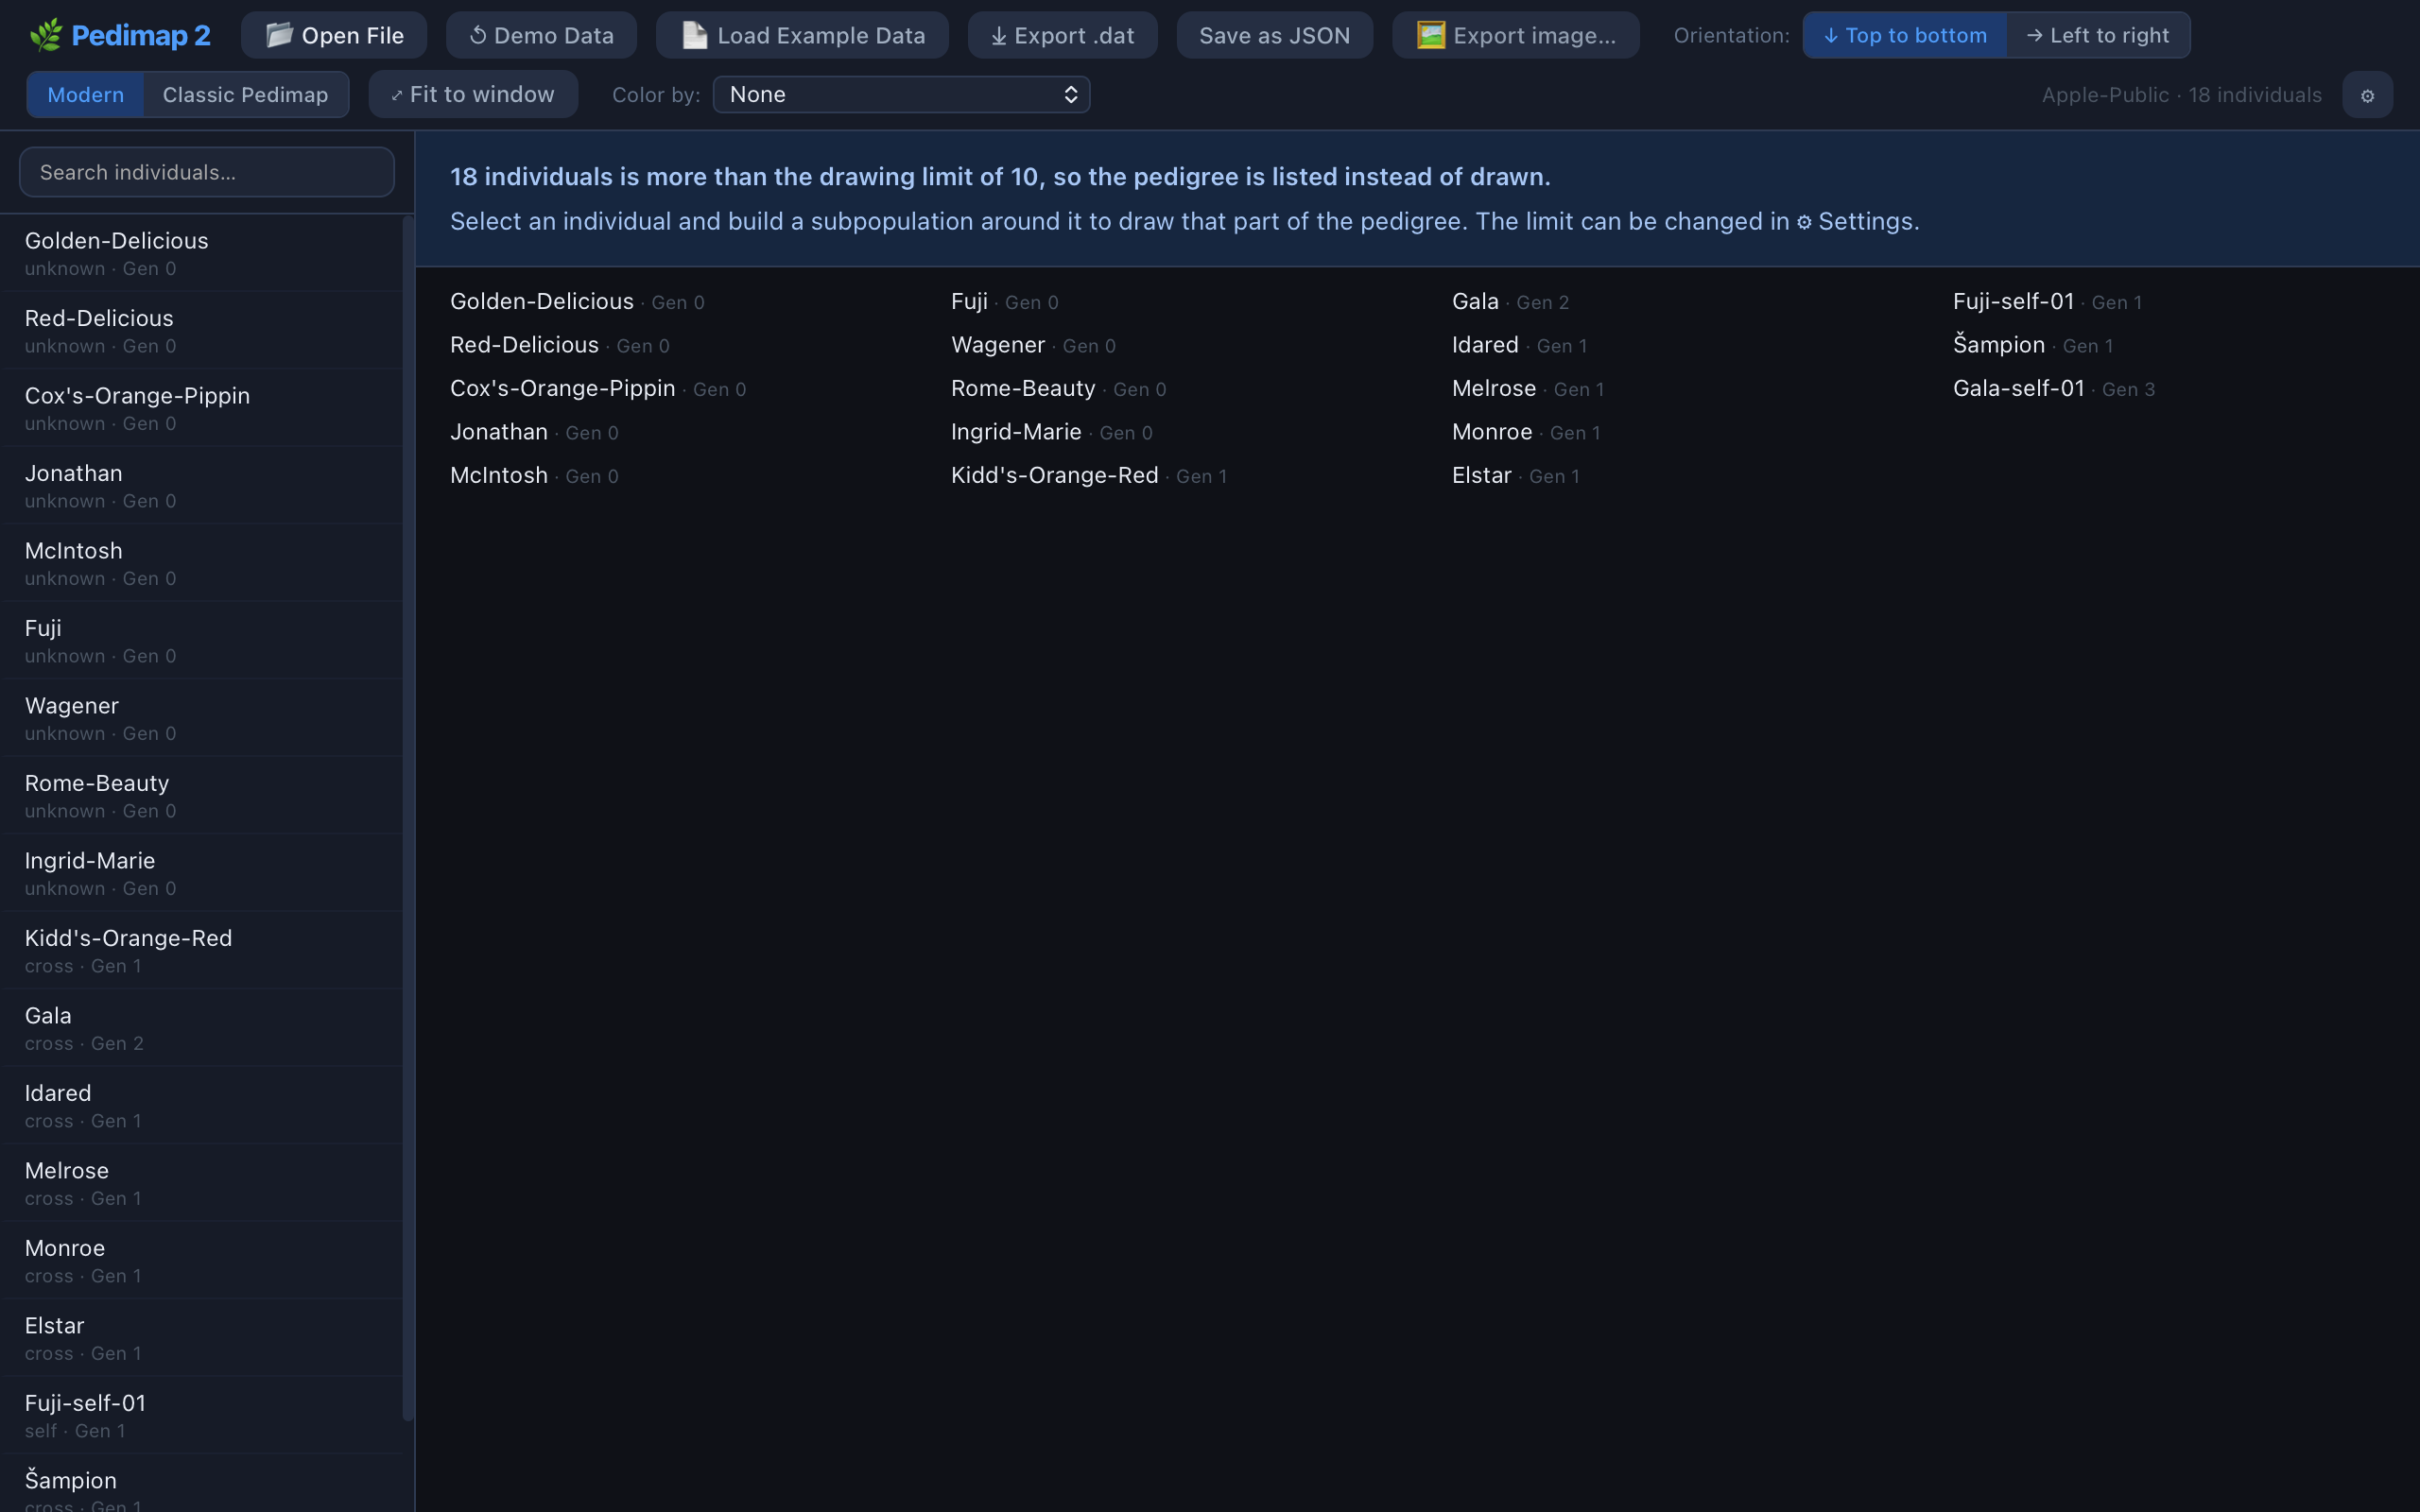 🌿 Pedimap 2
📂 Open File
↺ Demo Data
📄 Load Example Data
↓ Export .dat
Save as JSON
🖼️ Export image...
Orientation:
↓ Top to bottom
→ Left to right
Modern
Classic Pedimap
⤢ Fit to window
Color by:
None
Apple-Public · 18 individuals
⚙
Search individuals...
Golden-Delicious
unknown · Gen 0
Red-Delicious
unknown · Gen 0
Cox's-Orange-Pippin
unknown · Gen 0
Jonathan
unknown · Gen 0
McIntosh
unknown · Gen 0
Fuji
unknown · Gen 0
Wagener
unknown · Gen 0
Rome-Beauty
unknown · Gen 0
Ingrid-Marie
unknown · Gen 0
Kidd's-Orange-Red
cross · Gen 1
Gala
cross · Gen 2
Idared
cross · Gen 1
Melrose
cross · Gen 1
Monroe
cross · Gen 1
Elstar
cross · Gen 1
Fuji-self-01
self · Gen 1
Šampion
cross · Gen 1
18 individuals is more than the drawing limit of 10, so the pedigree is listed instead of drawn.
Select an individual and build a subpopulation around it to draw that part of the pedigree. The limit can be changed in ⚙ Settings.
Golden-Delicious · Gen 0
Red-Delicious · Gen 0
Cox's-Orange-Pippin · Gen 0
Jonathan · Gen 0
McIntosh · Gen 0
Fuji · Gen 0
Wagener · Gen 0
Rome-Beauty · Gen 0
Ingrid-Marie · Gen 0
Kidd's-Orange-Red · Gen 1
Gala · Gen 2
Idared · Gen 1
Melrose · Gen 1
Monroe · Gen 1
Elstar · Gen 1
Fuji-self-01 · Gen 1
Šampion · Gen 1
Gala-self-01 · Gen 3